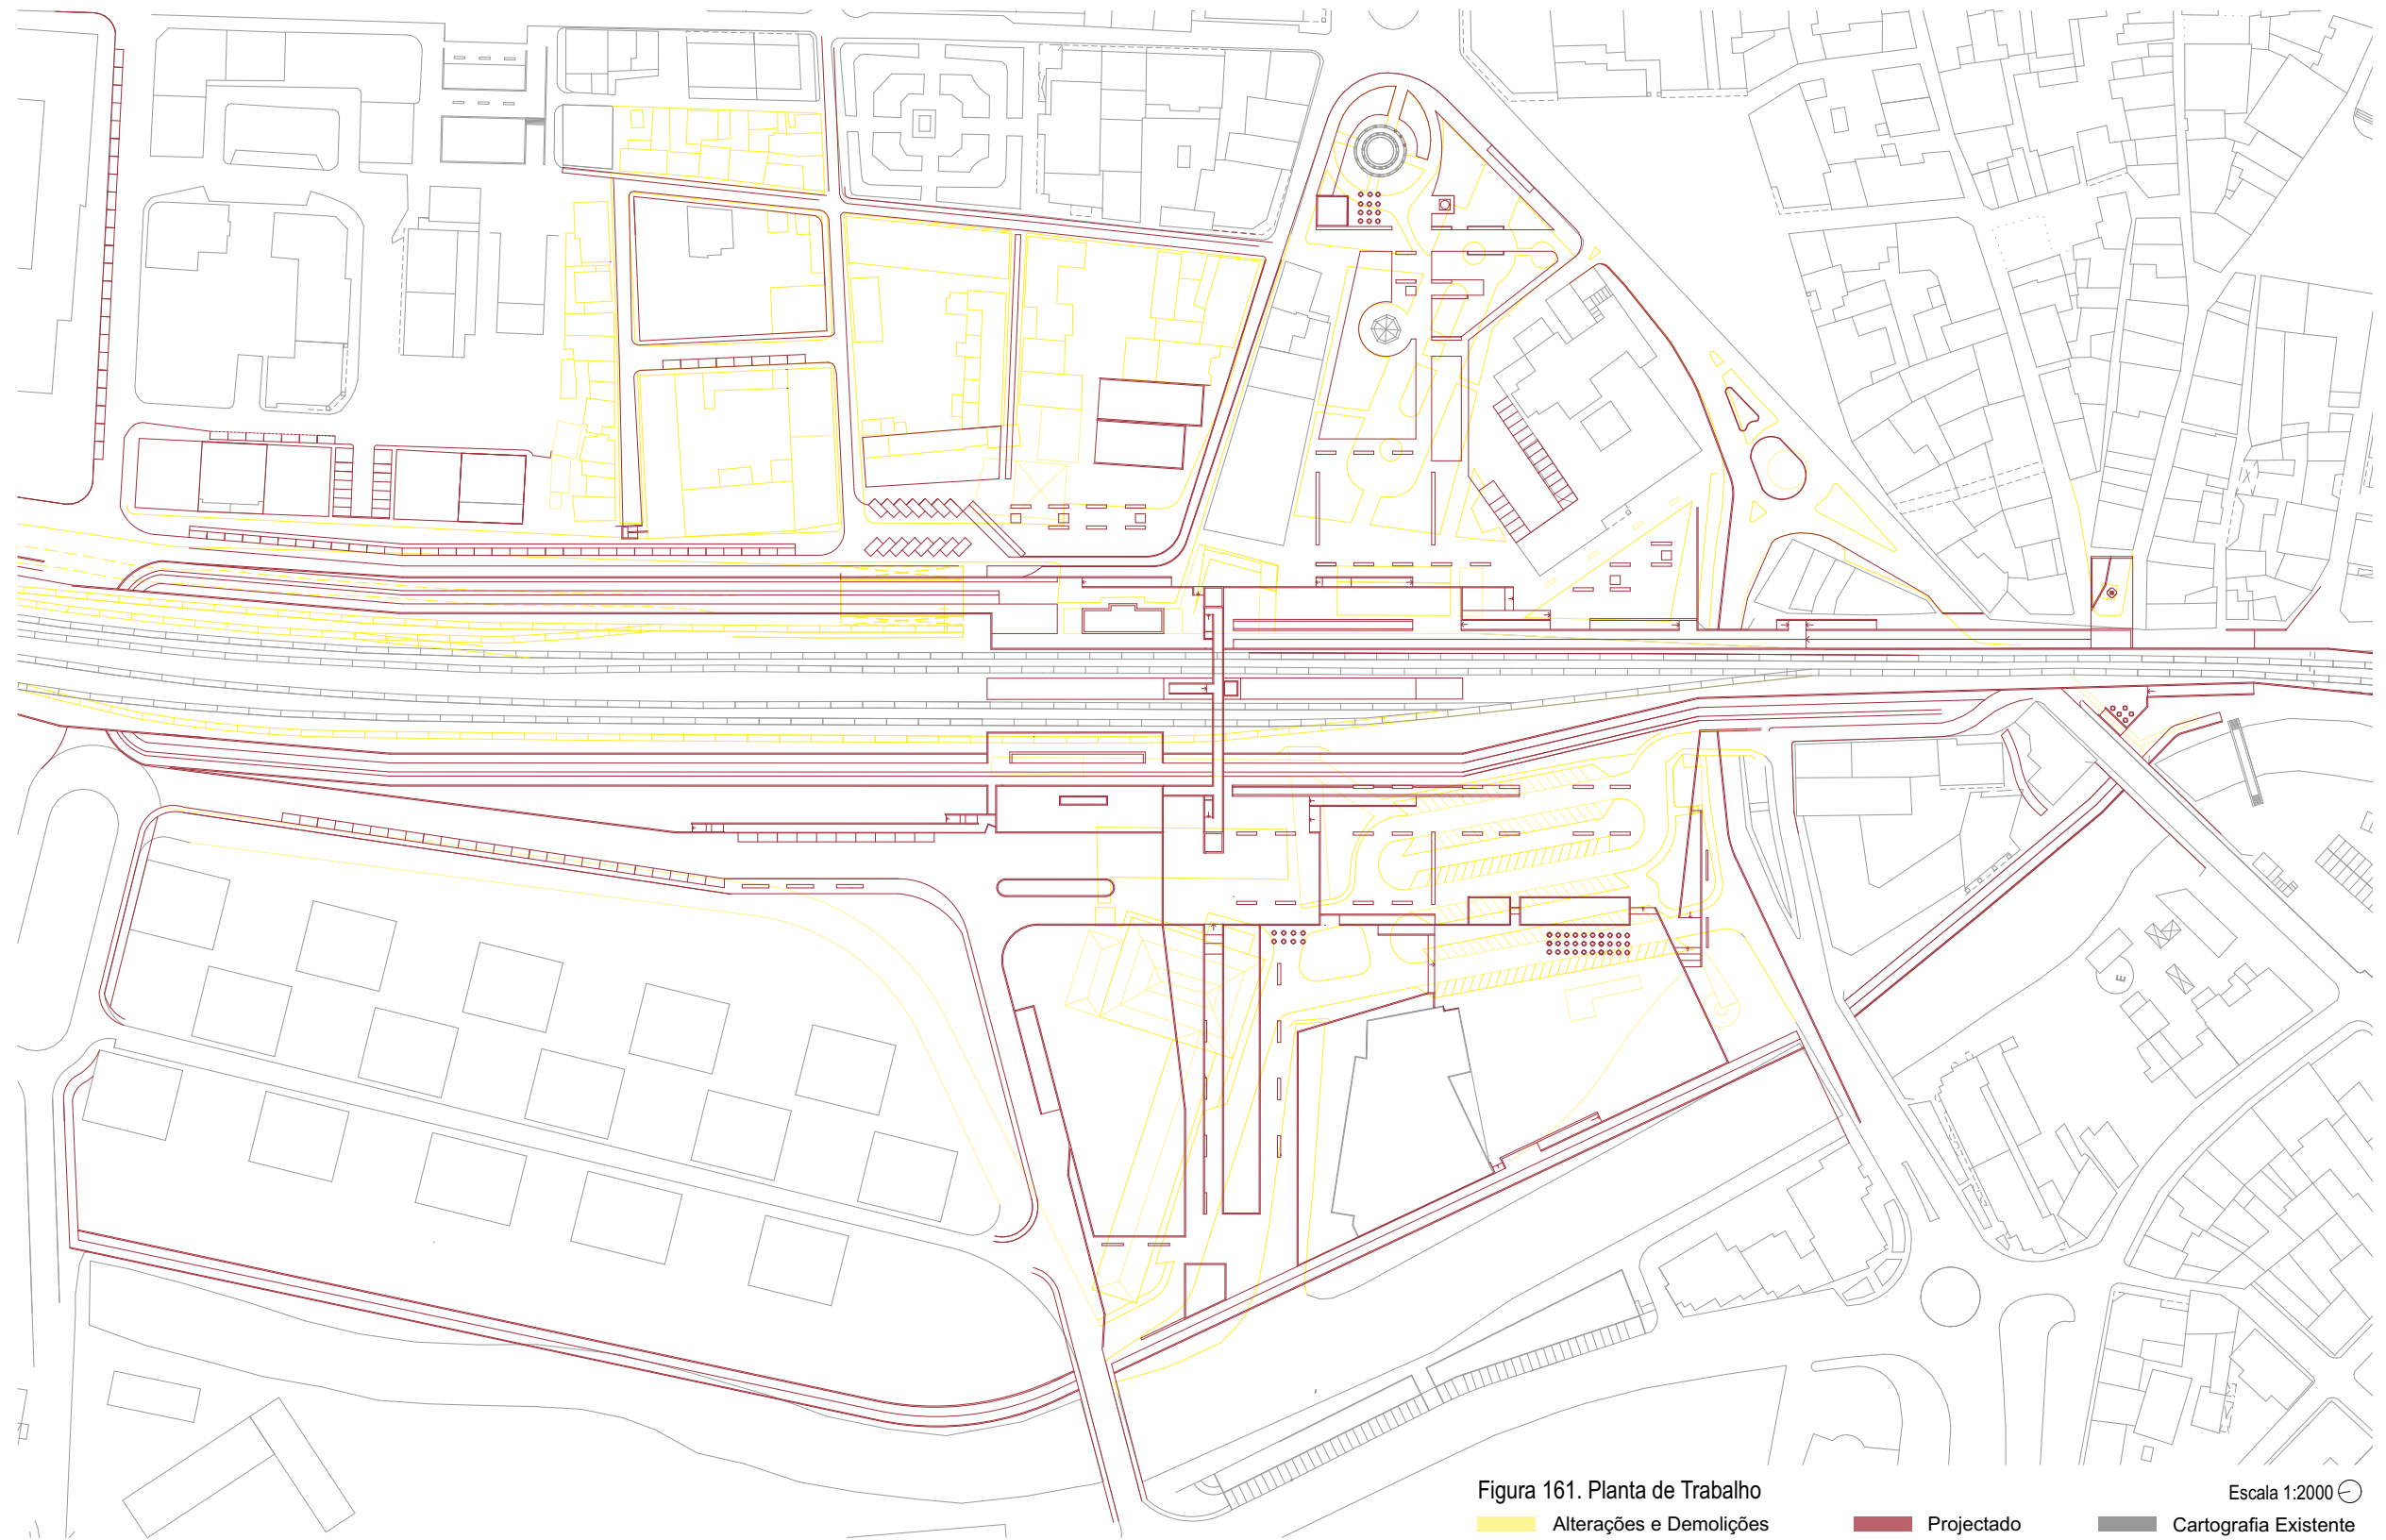 E
Figura 161. Planta de Trabalho
Escala 1:2000
Alterações e Demolições
Projectado
Cartografia Existente